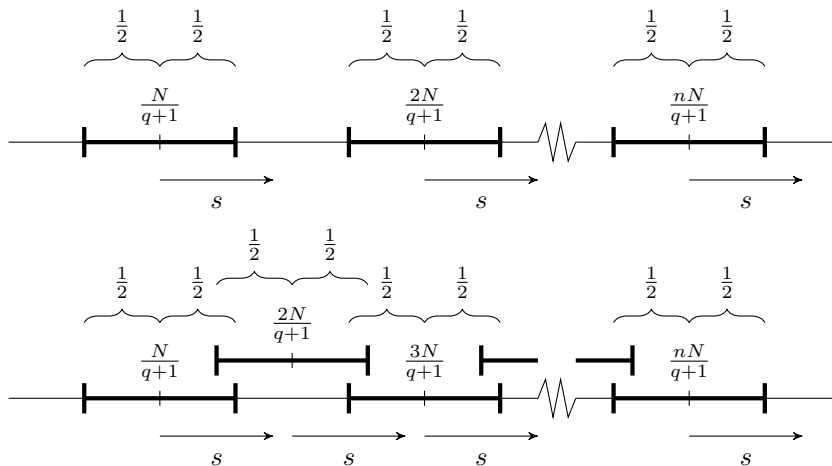 1/2 1/2 1/2 1/2 1/2 1/2
N/(q+1) 2N/(q+1) nN/(q+1)
s s s
1/2 1/2
1/2 1/2 1/2 1/2 1/2 1/2
2N/(q+1)
N/(q+1) 3N/(q+1) nN/(q+1)
s s s s